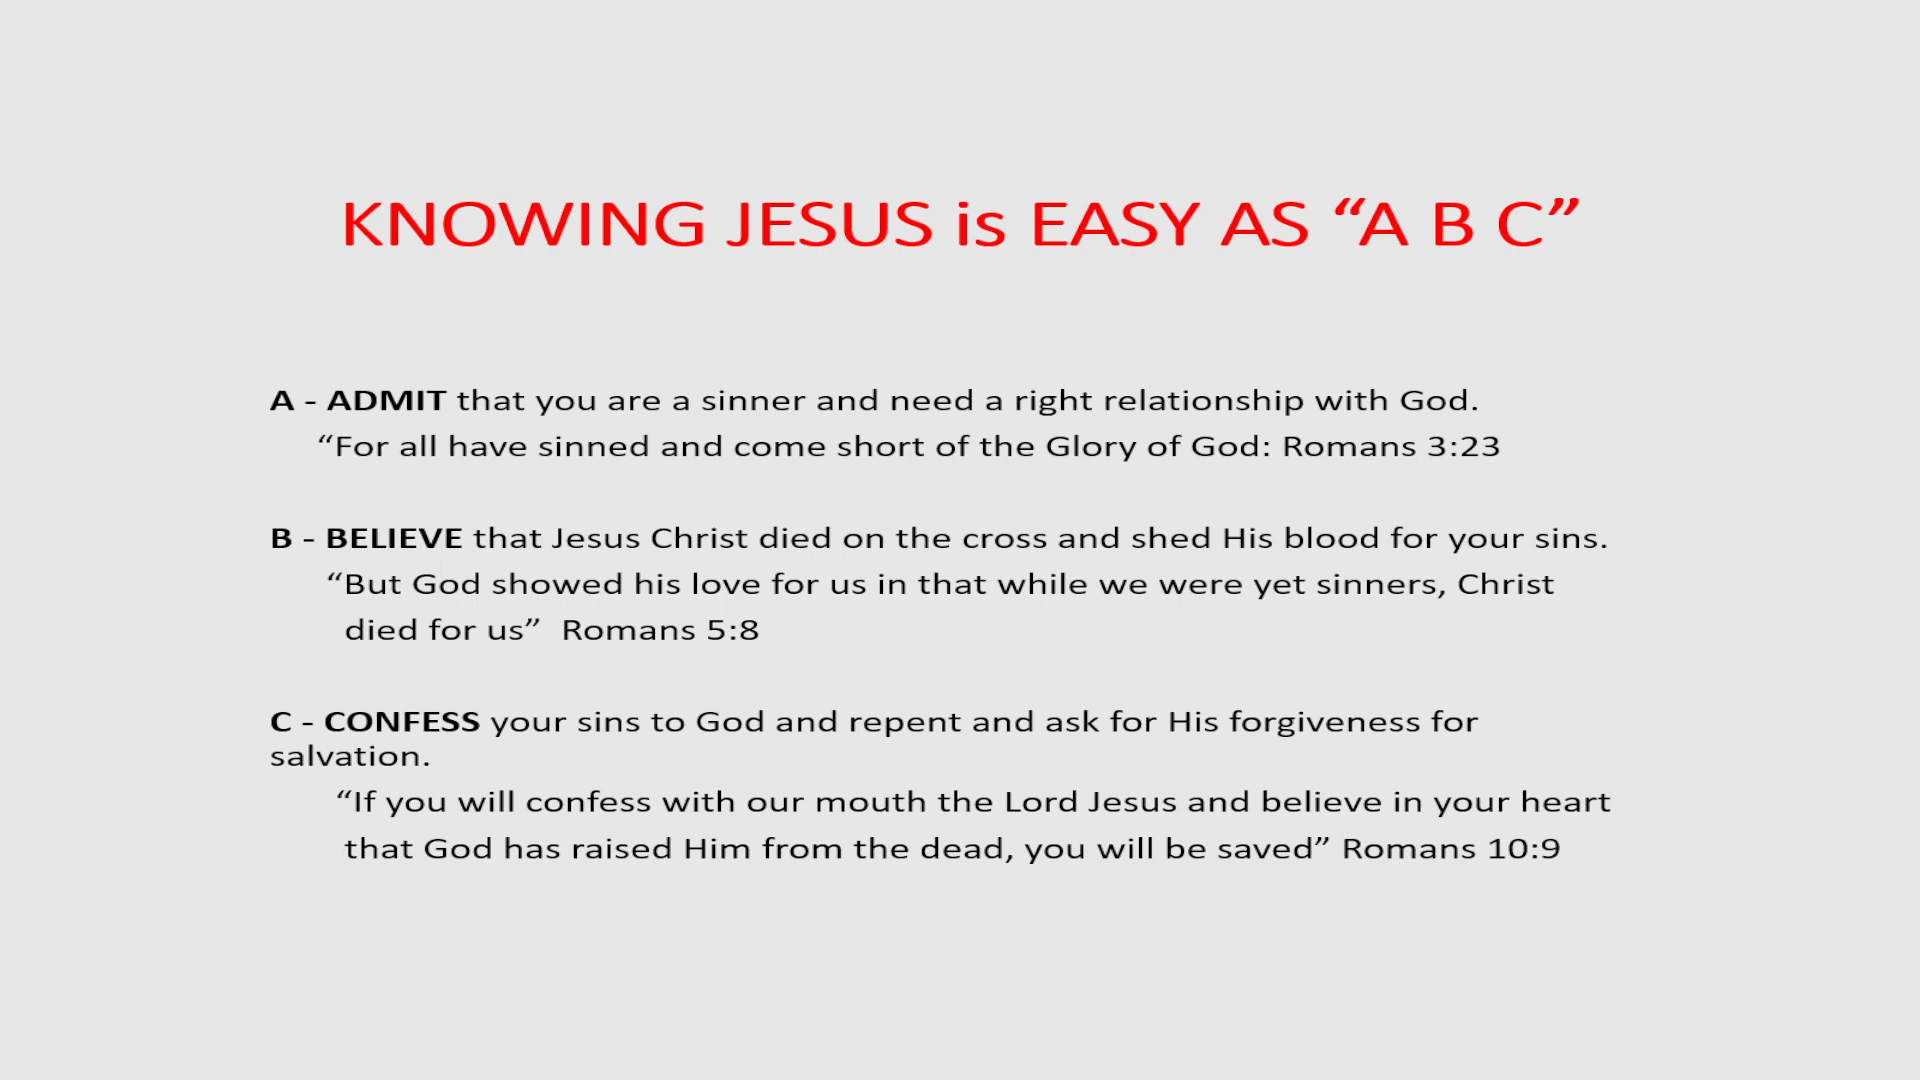 KNOWING JESUS is EASY AS “A B C”
A - ADMIT that you are a sinner and need a right relationship with God.
“For all have sinned and come short of the Glory of God: Romans 3:23
B - BELIEVE that Jesus Christ died on the cross and shed His blood for your sins.
“But God showed his love for us in that while we were yet sinners, Christ
died for us”  Romans 5:8
C - CONFESS your sins to God and repent and ask for His forgiveness for
salvation.
“If you will confess with our mouth the Lord Jesus and believe in your heart
that God has raised Him from the dead, you will be saved” Romans 10:9